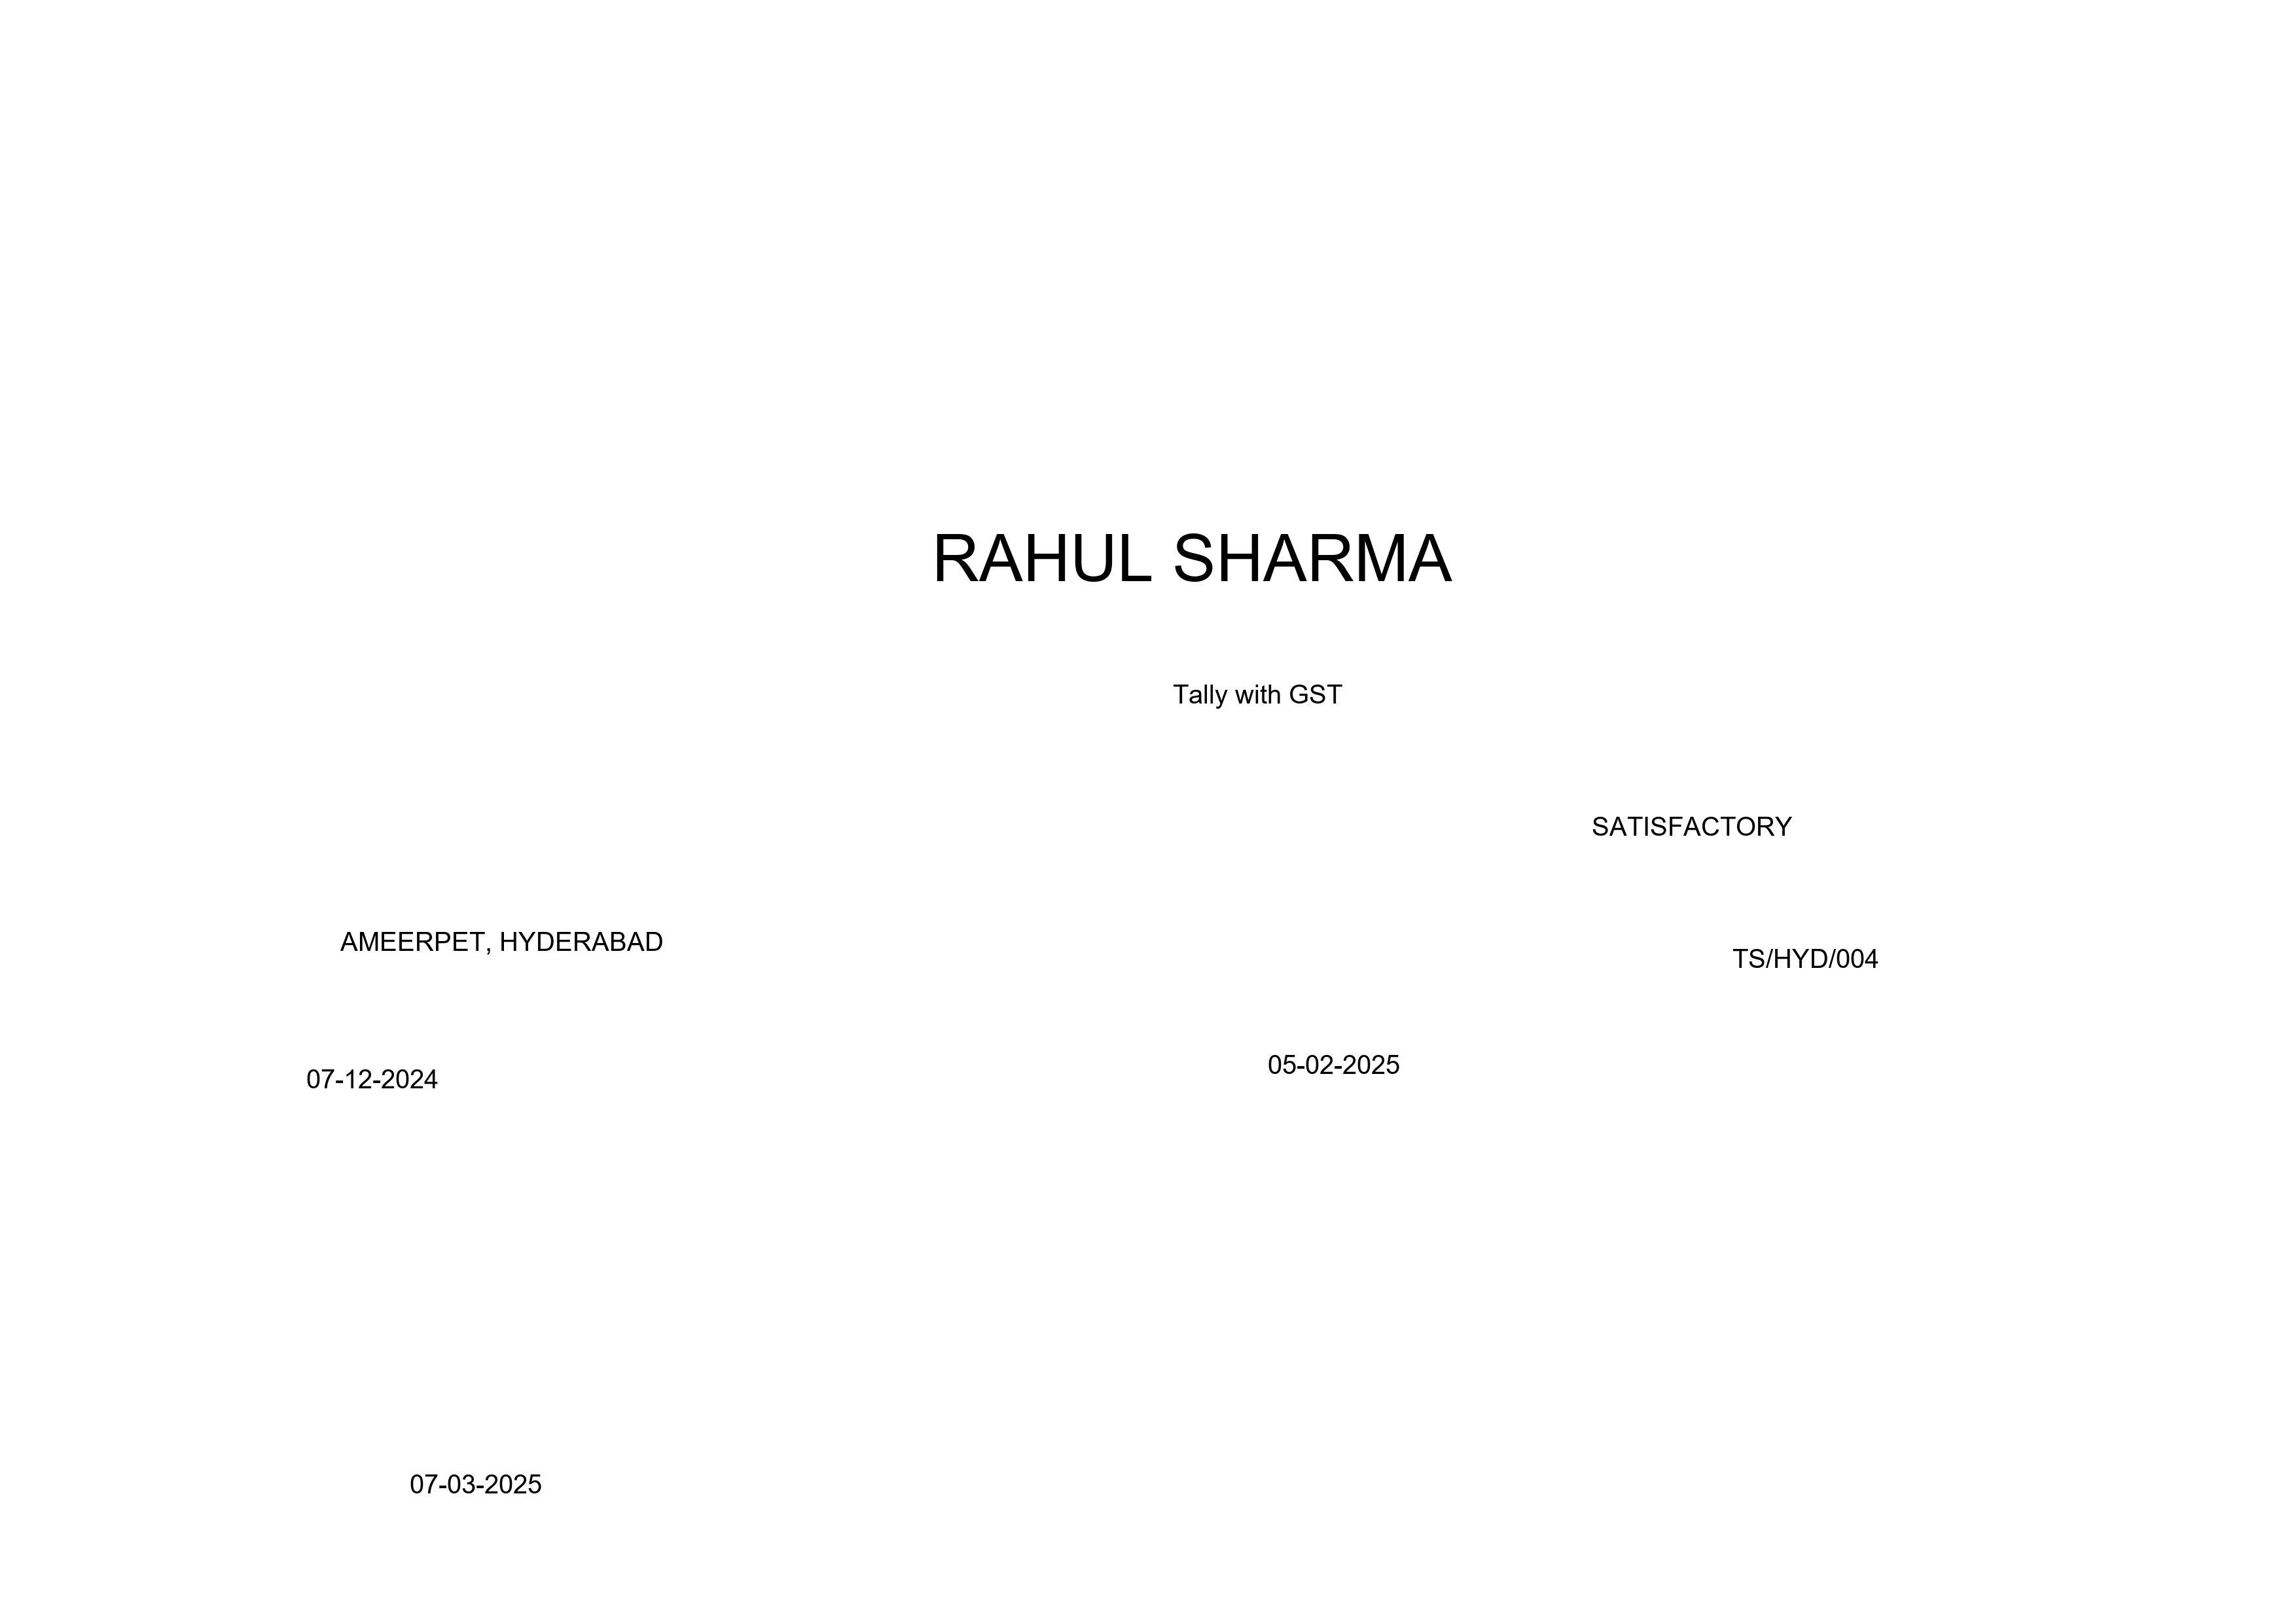 RAHUL SHARMA
Tally with GST
SATISFACTORY
AMEERPET, HYDERABAD
TS/HYD/004
07-12-2024
05-02-2025
07-03-2025